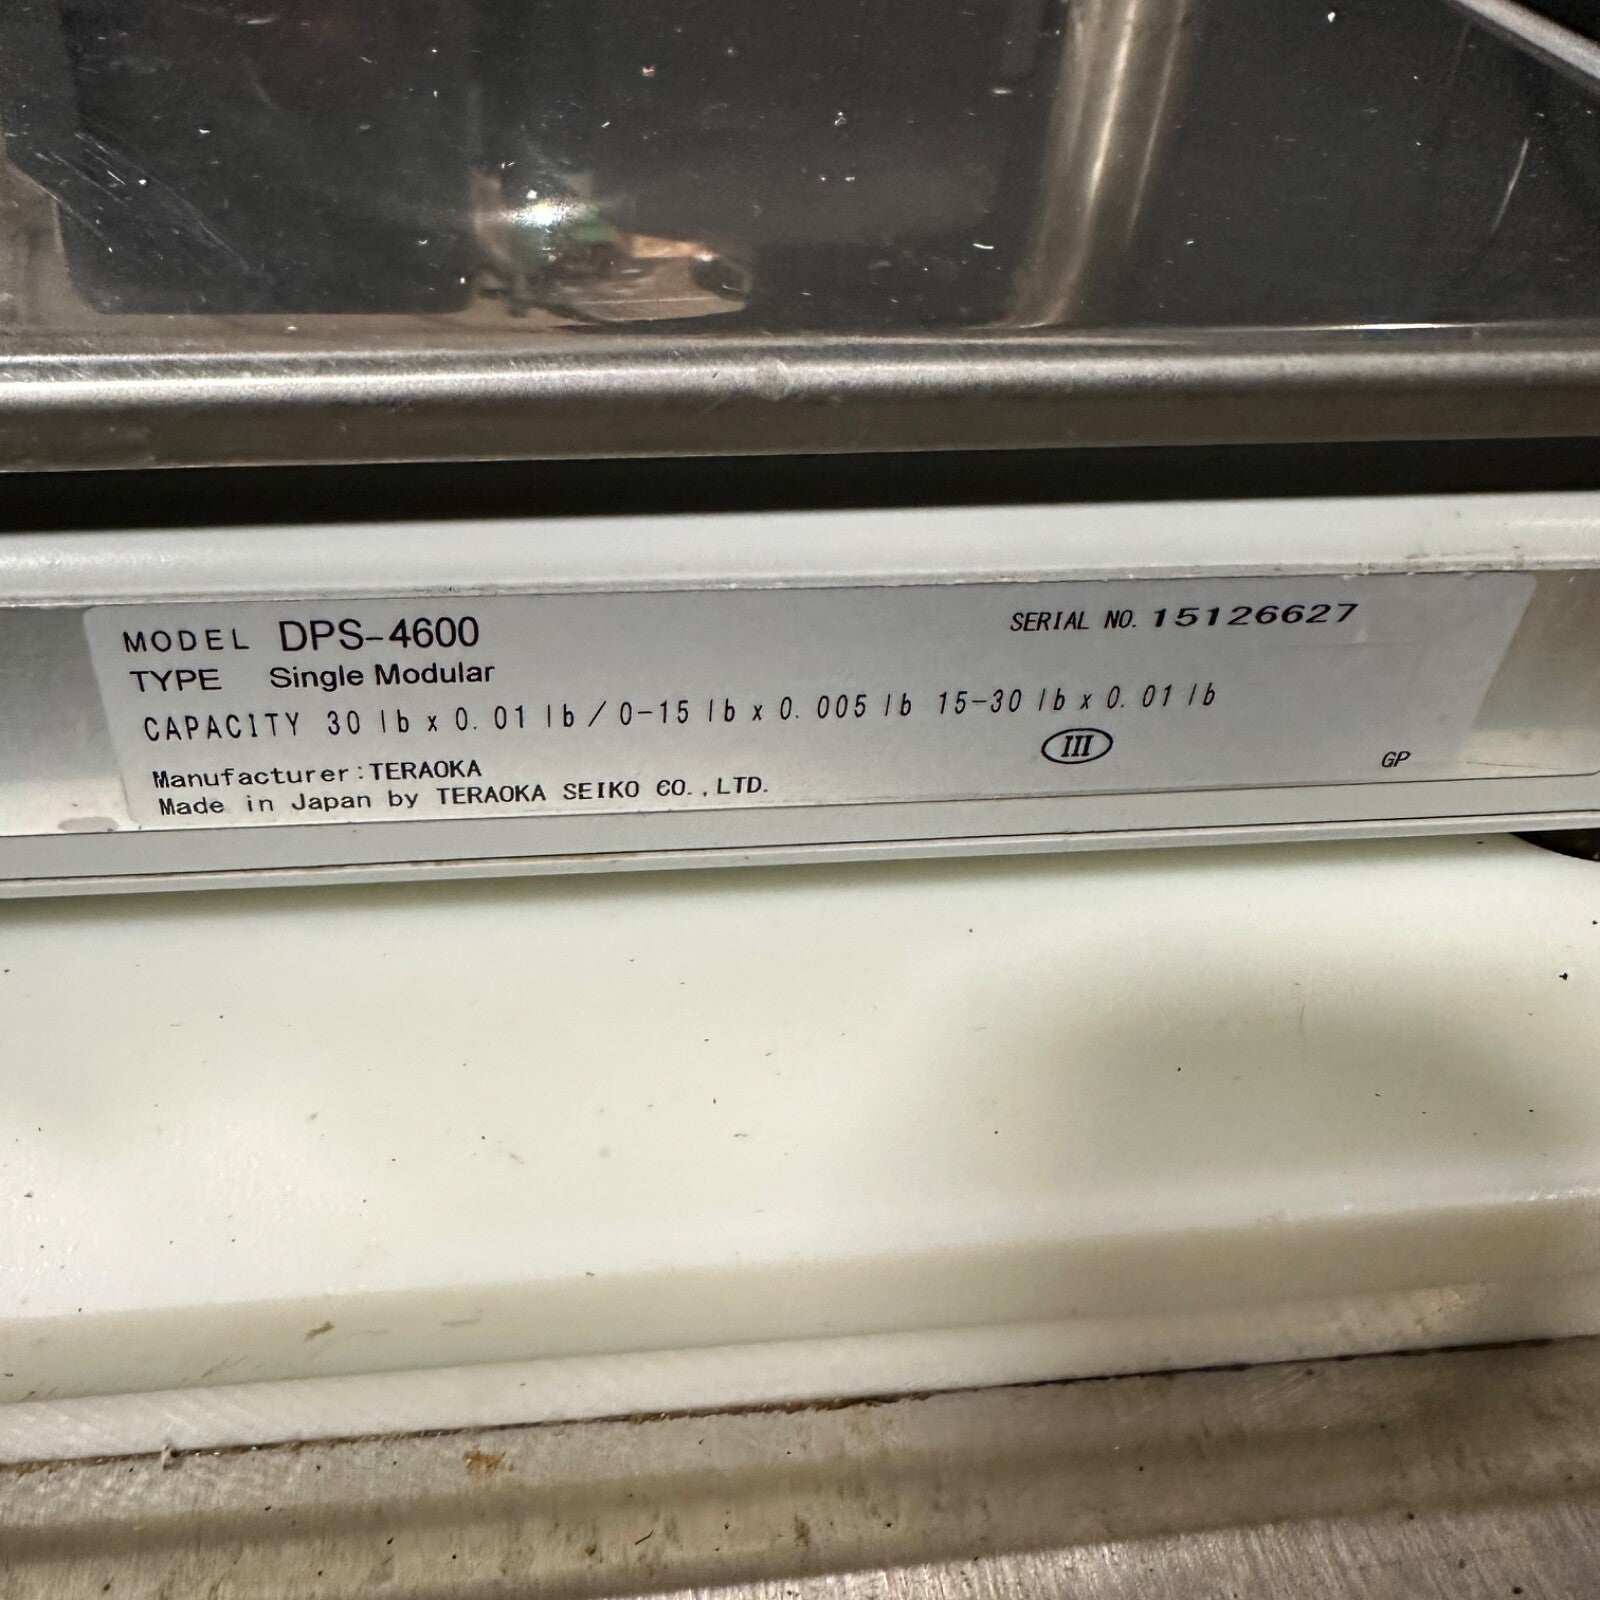 MODEL DPS-4600 SERIAL NO. 15126627
TYPE Single Modular
CAPACITY 30 lb x 0.01 lb / 0-15 lb x 0.005 lb 15-30 lb x 0.01 lb
III
Manufacturer:TERAOKA GP
Made in Japan by TERAOKA SEIKO CO.,LTD.